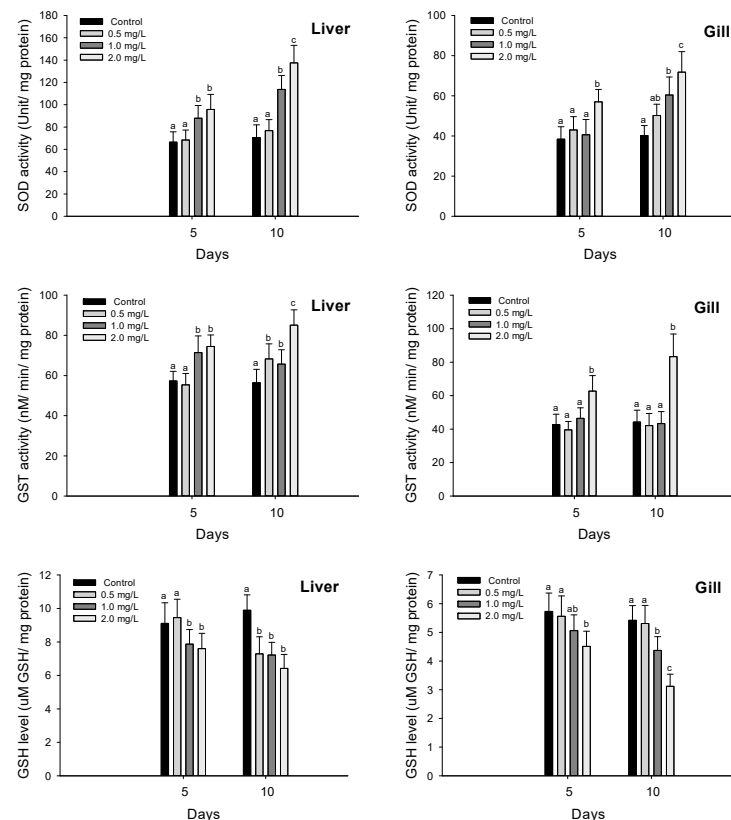 Liver
Control
0.5 mg/L
1.0 mg/L
2.0 mg/L
SOD activity (Unit/ mg protein)
180
160
140
120
100
80
60
40
20
0
a a b b
a a b c
5 10
Days
Gill
Control
0.5 mg/L
1.0 mg/L
2.0 mg/L
SOD activity (Unit/ mg protein)
100
80
60
40
20
0
a a a b
a ab b c
5 10
Days
Liver
Control
0.5 mg/L
1.0 mg/L
2.0 mg/L
GST activity (nM/ min/ mg protein)
100
80
60
40
20
0
a a b b
a b b c
5 10
Days
Gill
Control
0.5 mg/L
1.0 mg/L
2.0 mg/L
GST activity (nM/ min/ mg protein)
120
100
80
60
40
20
0
a a a b
a a a b
5 10
Days
Liver
Control
0.5 mg/L
1.0 mg/L
2.0 mg/L
GSH level (uM GSH/ mg protein)
12
10
8
6
4
2
0
a a b b
a b b b
5 10
Days
Gill
Control
0.5 mg/L
1.0 mg/L
2.0 mg/L
GSH level (uM GSH/ mg protein)
7
6
5
4
3
2
1
0
a a ab b
a a b c
5 10
Days